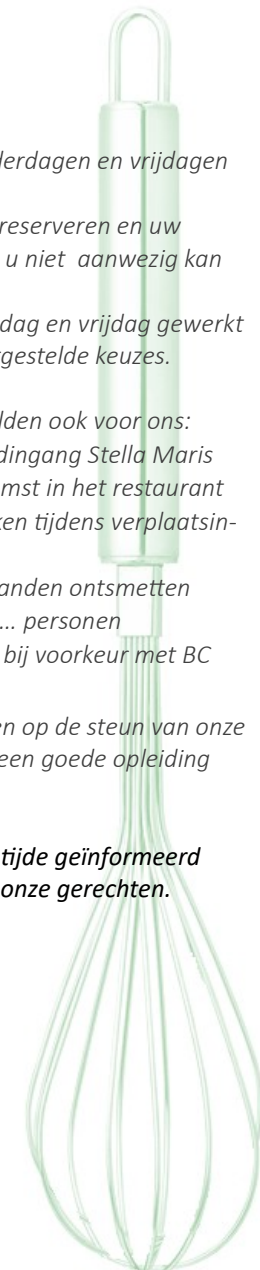 derdagen en vrijdagen
reserveren en uw
u niet aanwezig kan
dag en vrijdag gewerkt
rgestelde keuzes.
lden ook voor ons:
dingang Stella Maris
mst in het restaurant
ken tijdens verplaatsin-
anden ontsmetten
... personen
bij voorkeur met BC
en op de steun van onze
een goede opleiding
tijde geïnformeerd
onze gerechten.